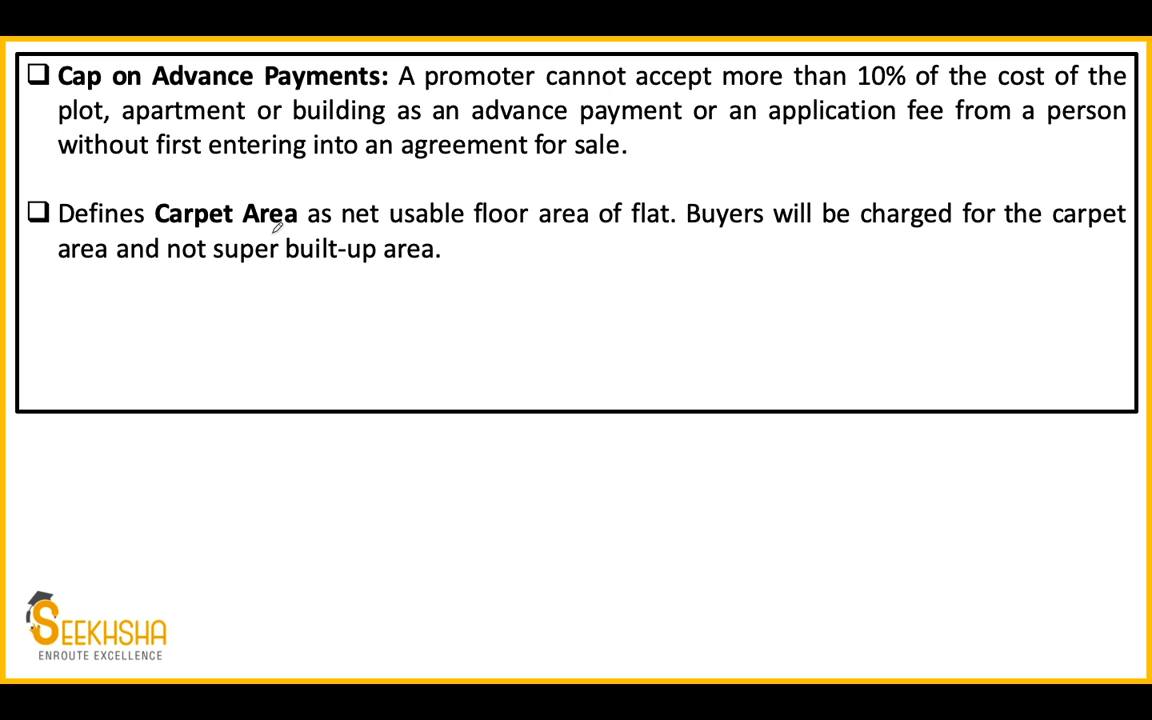 ❑ Cap on Advance Payments: A promoter cannot accept more than 10% of the cost of the
plot, apartment or building as an advance payment or an application fee from a person
without first entering into an agreement for sale.
❑ Defines Carpet Area as net usable floor area of flat. Buyers will be charged for the carpet
area and not super built-up area.
SEEKHSHA
ENROUTE EXCELLENCE